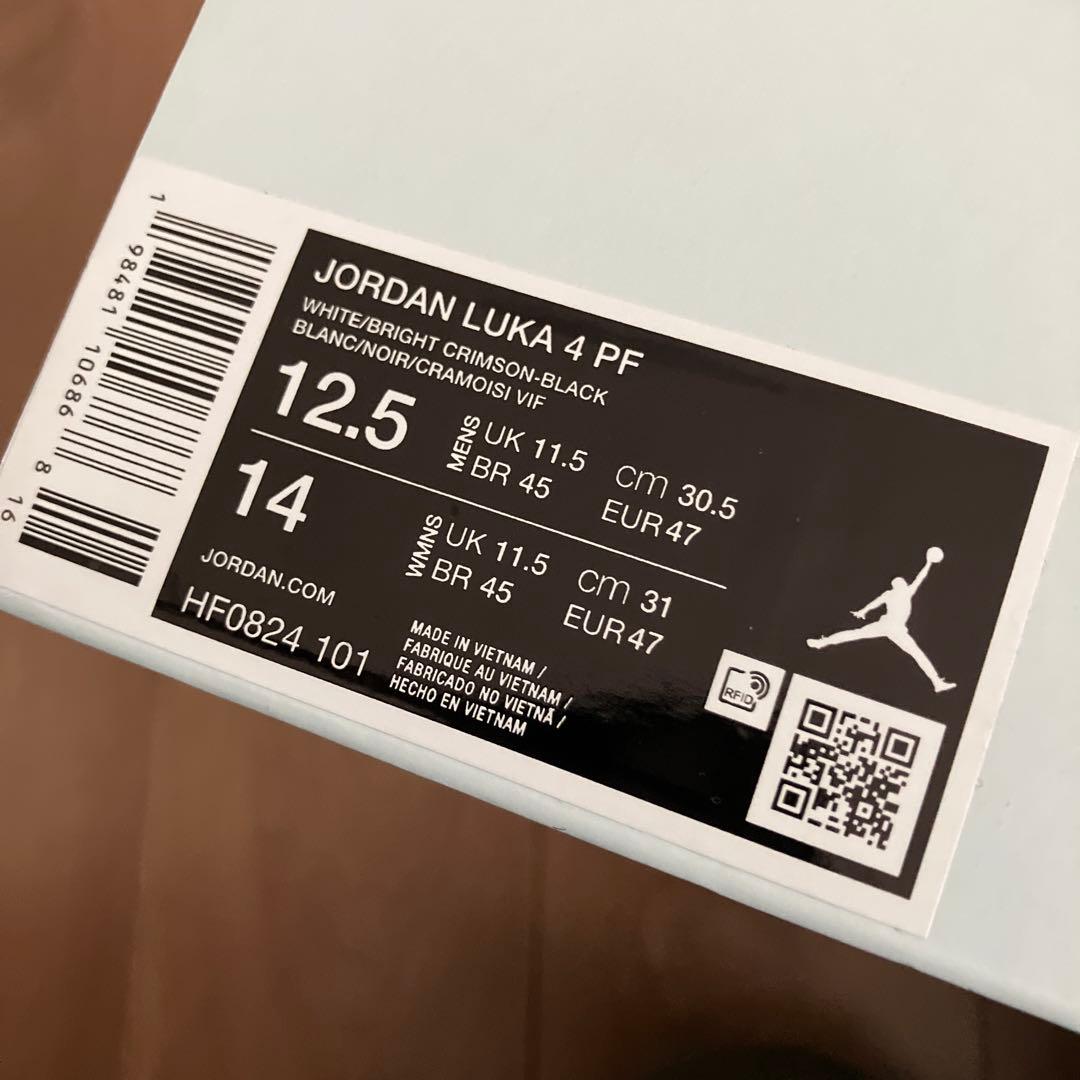 1
98481 10686
8
16
JORDAN LUKA 4 PF
WHITE/BRIGHT CRIMSON-BLACK
BLANC/NOIR/CRAMOISI VIF
12.5
MENS
UK 11.5 cm 30.5
BR 45 EUR 47
14
WMNS
UK 11.5 cm 31
BR 45 EUR 47
JORDAN.COM
HF0824 101
MADE IN VIETNAM /
FABRIQUE AU VIETNAM /
FABRICADO NO VIETNÃ /
HECHO EN VIETNAM
RFID